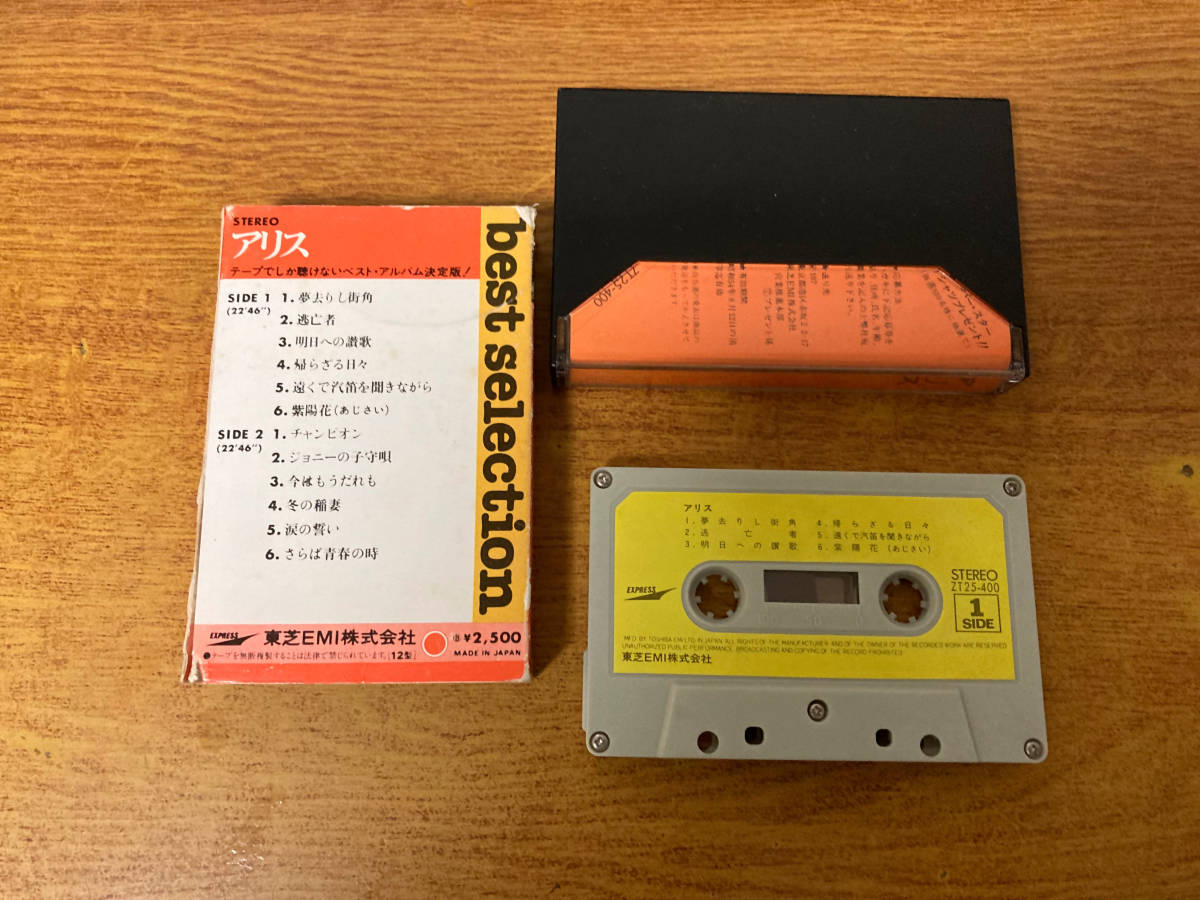 STEREO
アリス
テープでしか聴けないベスト・アルバム決定版!
SIDE 1
(22'46")
1. 夢去りし街角
2. 逃亡者
3. 明日への讃歌
4. 帰らざる日々
5. 遠くで汽笛を聞きながら
6. 紫陽花(あじさい)
SIDE 2
(22'46")
1. チャンピオン
2. ジョニーの子守唄
3. 今はもうだれも
4. 冬の稲妻
5. 涙の誓い
6. さらば青春の時
best selection
EXPRESS 東芝EMI株式会社 ¥2,500
●テープを無断複製することは法律で禁じられています。[12型] MADE IN JAPAN
ZT25-400
東芝EMI株式会社
アリス
1. 夢去りし街角 4. 帰らざる日々
2. 逃亡者 5. 遠くで汽笛を聞きながら
3. 明日への讃歌 6. 紫陽花(あじさい)
EXPRESS
STEREO
ZT25-400
1
SIDE
100 50 0
MFD BY TOSHIBA EMI LTD IN JAPAN. ALL RIGHTS OF THE MANUFACTURER AND OF THE OWNER OF THE RECORDED WORK ARE RESERVED
UNAUTHORIZED PUBLIC PERFORMANCE, BROADCASTING AND COPYING OF THE RECORD PROHIBITED
東芝EMI株式会社